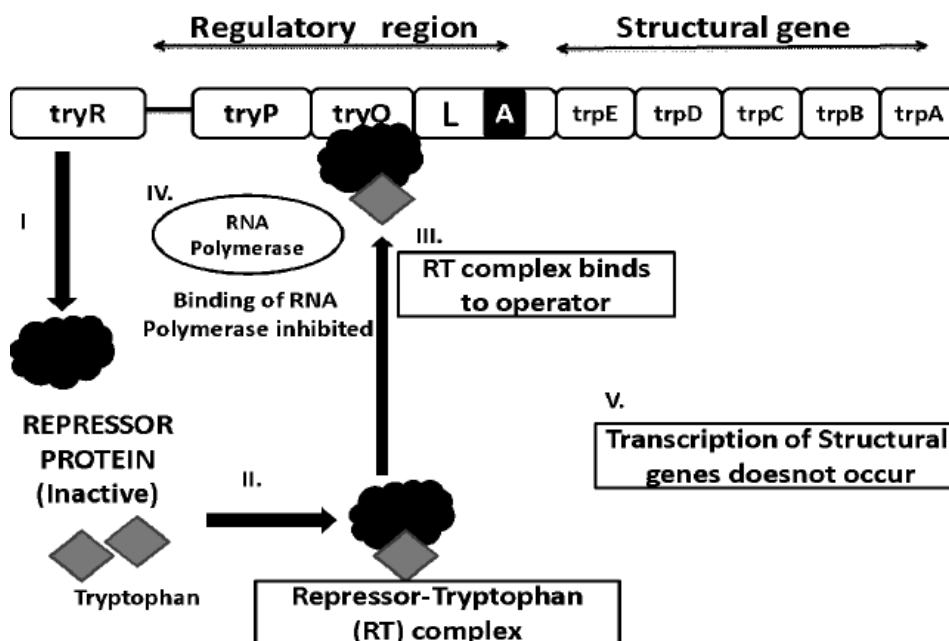 Regulatory region
Structural gene
tryR
tryP
tryO
L
A
trpE
trpD
trpC
trpB
trpA
I
IV.
RNA
Polymerase
Binding of RNA
Polymerase inhibited
III.
RT complex binds
to operator
REPRESSOR
PROTEIN
(Inactive)
II.
Tryptophan
Repressor-Tryptophan
(RT) complex
V.
Transcription of Structural
genes doesnot occur